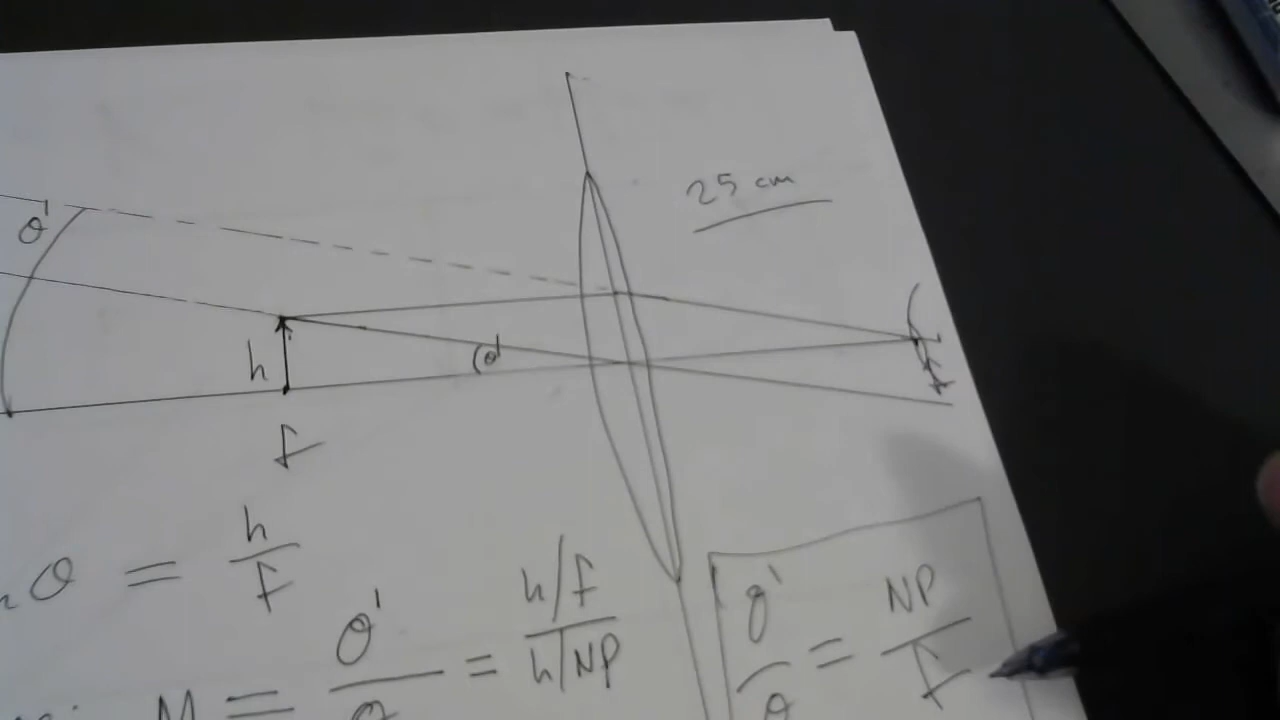 25 cm
θ'
h
(θ'
f
θ = h/f
M = θ'/θ = (h/f)/(h/NP)
θ'/θ = NP/f